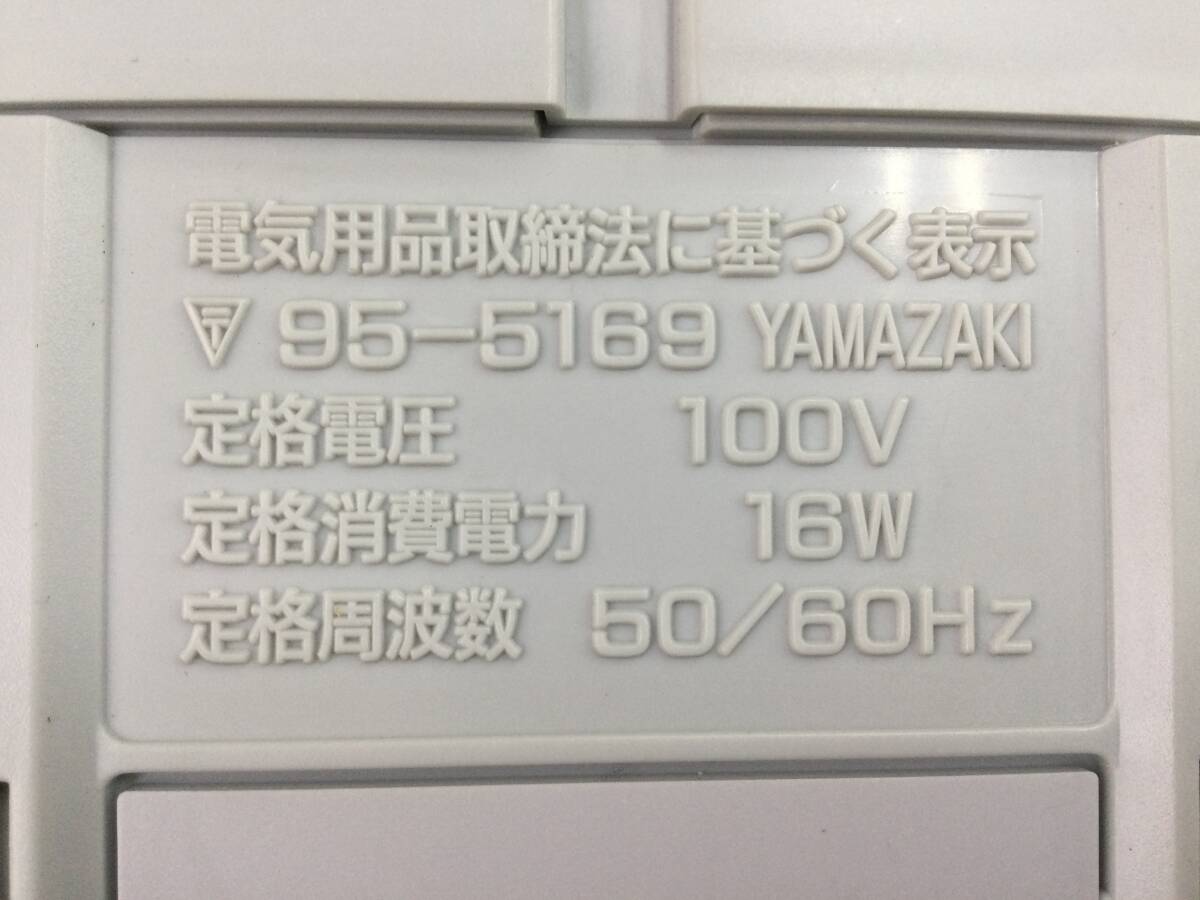 電気用品取締法に基づく表示
95-5169 YAMAZAKI
定格電圧 100V
定格消費電力 16W
定格周波数 50/60Hz